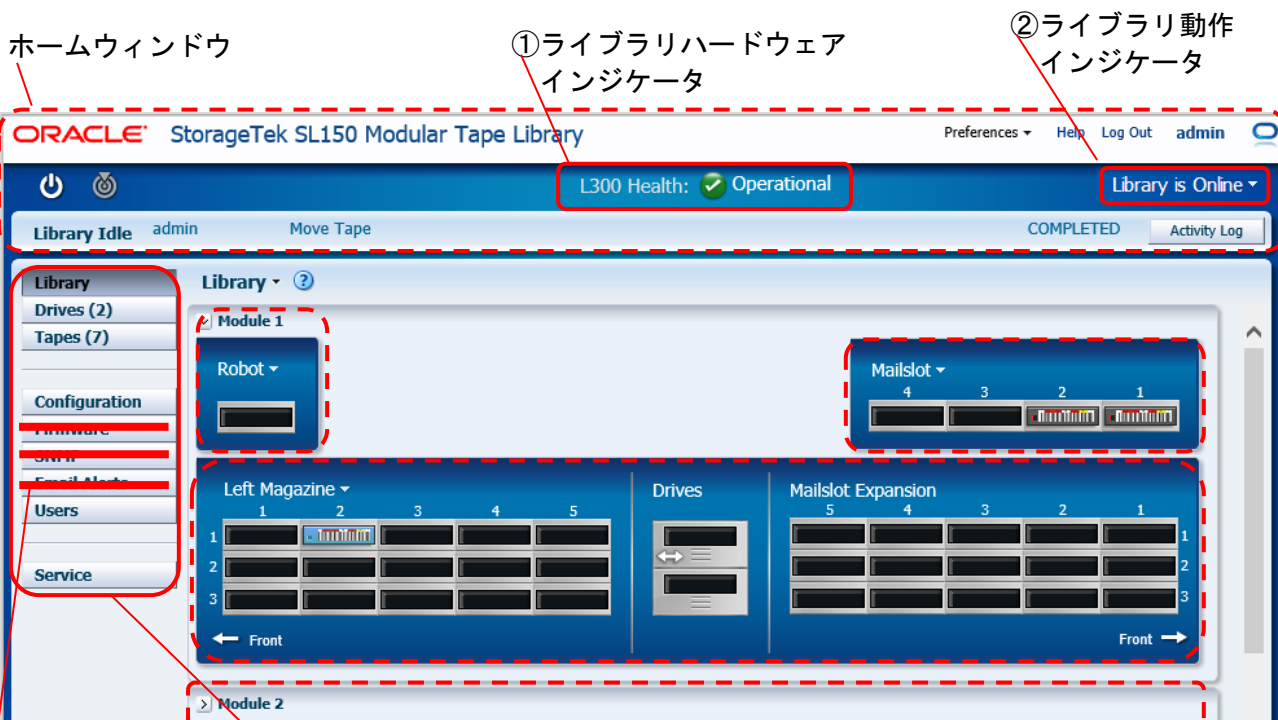 ホームウィンドウ
①ライブラリハードウェア
インジケータ
②ライブラリ動作
インジケータ
ORACLE StorageTek SL150 Modular Tape Library
Preferences Help Log Out admin
L300 Health: Operational
Library is Online
Library Idle admin Move Tape COMPLETED Activity Log
Library
Drives (2)
Tapes (7)
Configuration
Firmware
SNMP
Email Alerts
Users
Service
Library
Module 1
Robot
Mailslot
4 3 2 1
Left Magazine
1 2 3 4 5
1
2
3
Front
Drives
Mailslot Expansion
5 4 3 2 1
1
2
3
Front
Module 2